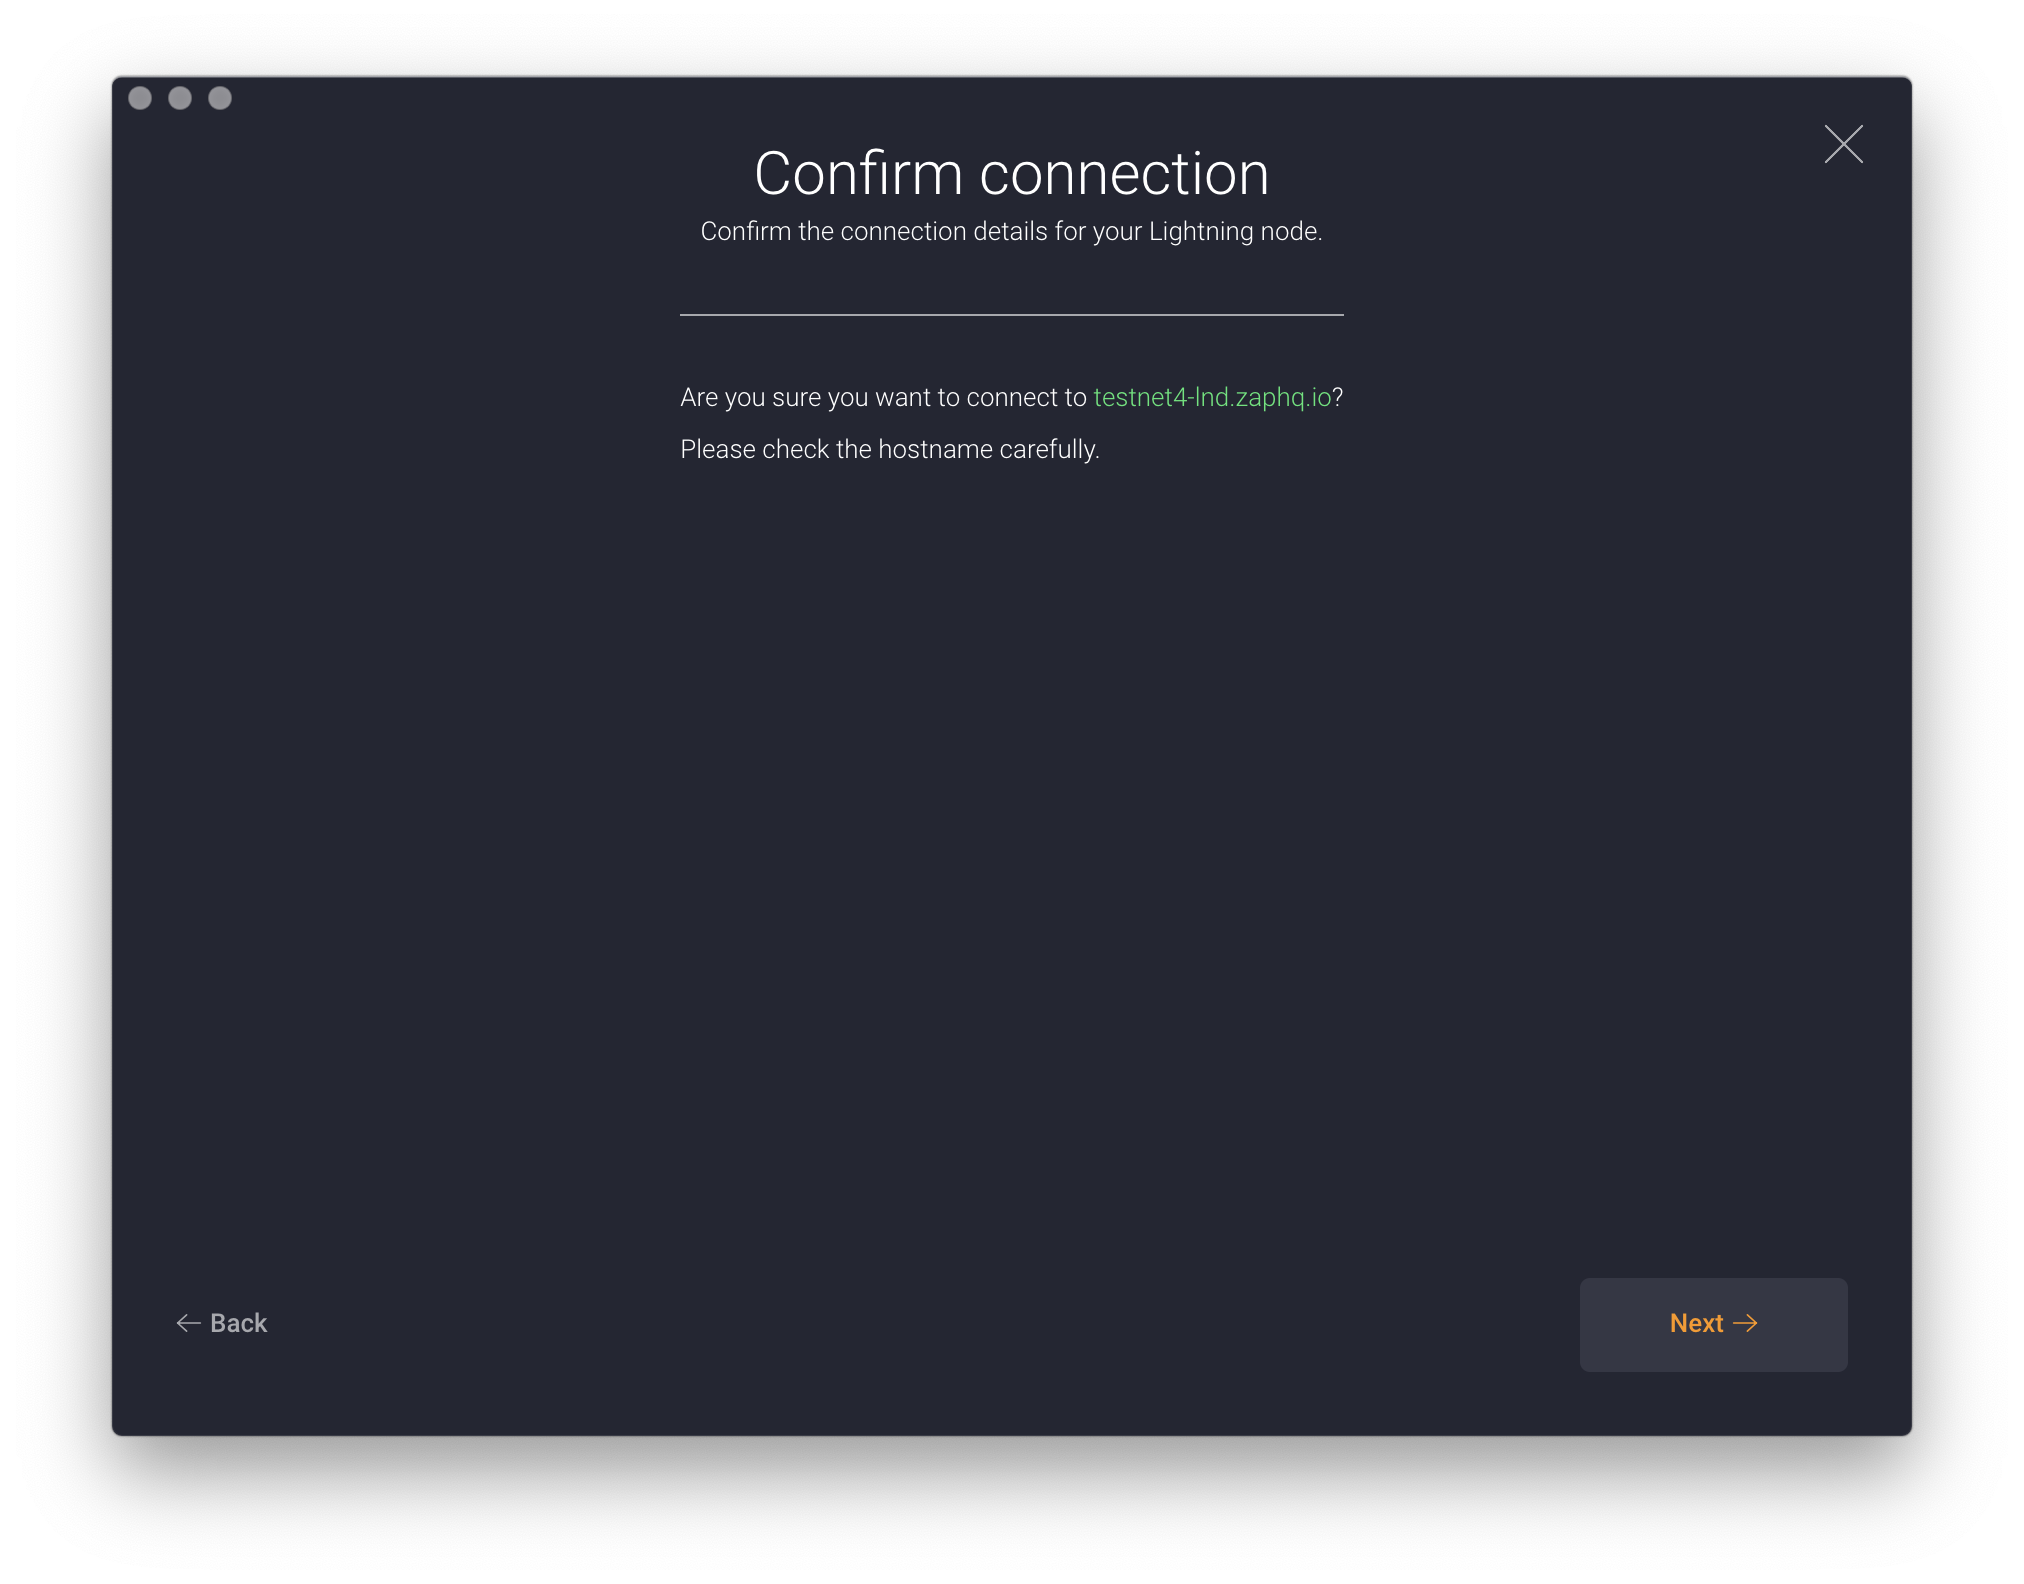 Confirm connection
Confirm the connection details for your Lightning node.
Are you sure you want to connect to testnet4-lnd.zaphq.io?
Please check the hostname carefully.
Back
Next